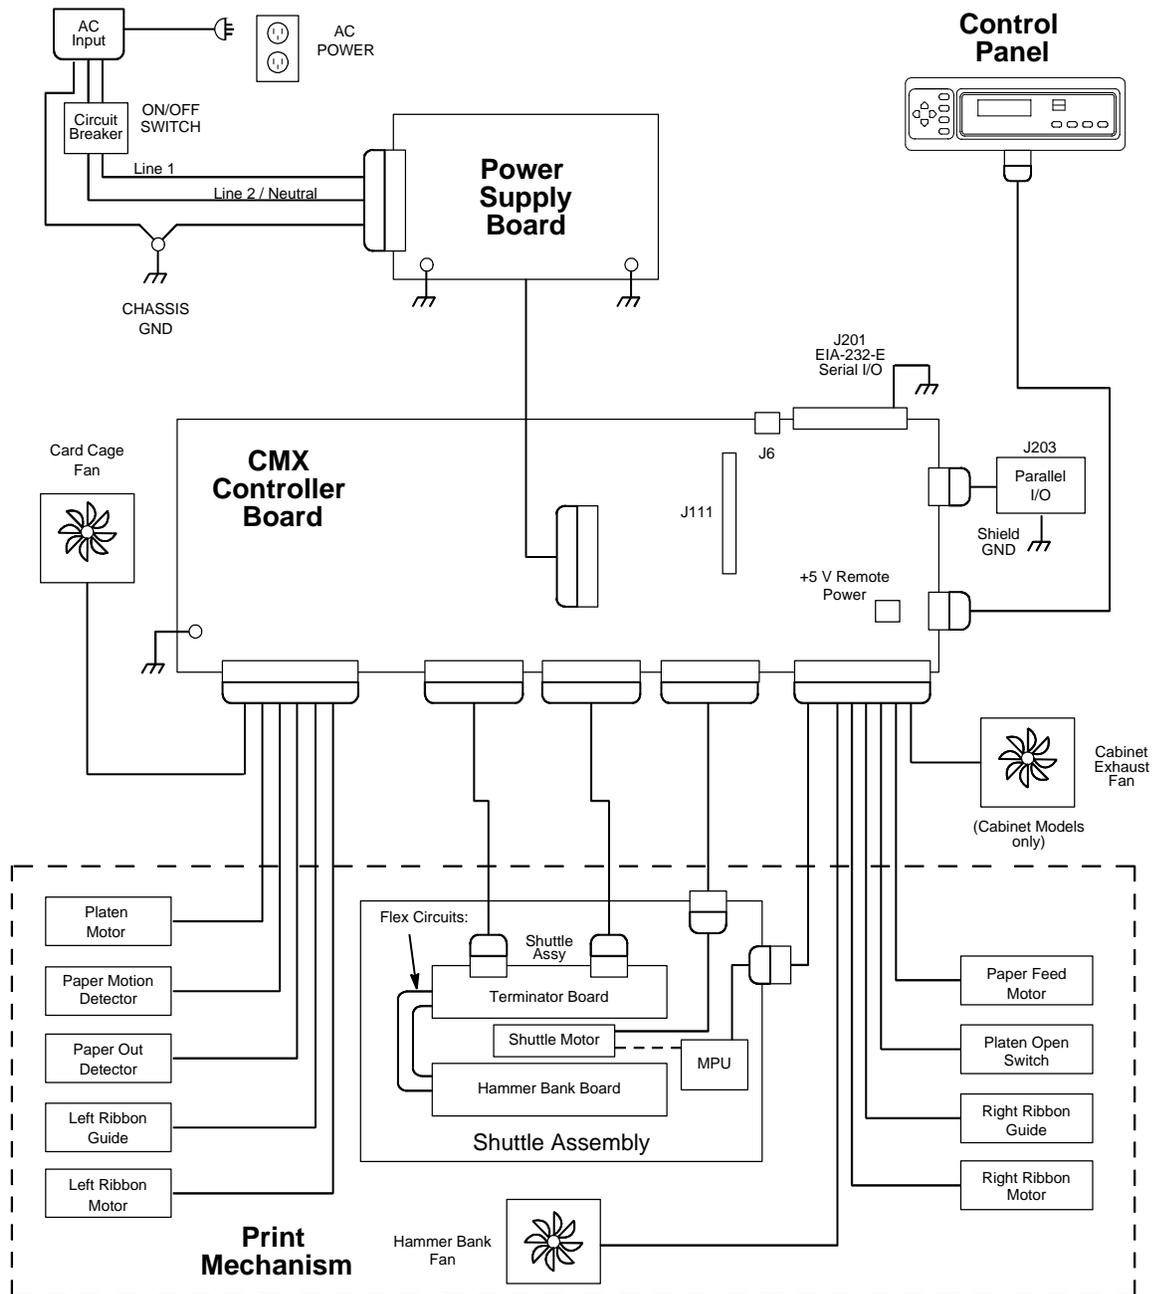 AC
Input
AC
POWER
Control
Panel
Circuit
Breaker
ON/OFF
SWITCH
Line 1
Line 2 / Neutral
Power
Supply
Board
CHASSIS
GND
J201
EIA-232-E
Serial I/O
Card Cage
Fan
CMX
Controller
Board
J6
J111
J203
Parallel
I/O
Shield
GND
+5 V Remote
Power
Cabinet
Exhaust
Fan
(Cabinet Models
only)
Platen
Motor
Paper Motion
Detector
Paper Out
Detector
Left Ribbon
Guide
Left Ribbon
Motor
Flex Circuits:
Shuttle
Assy
Terminator Board
Shuttle Motor
MPU
Hammer Bank Board
Shuttle Assembly
Paper Feed
Motor
Platen Open
Switch
Right Ribbon
Guide
Right Ribbon
Motor
Print
Mechanism
Hammer Bank
Fan